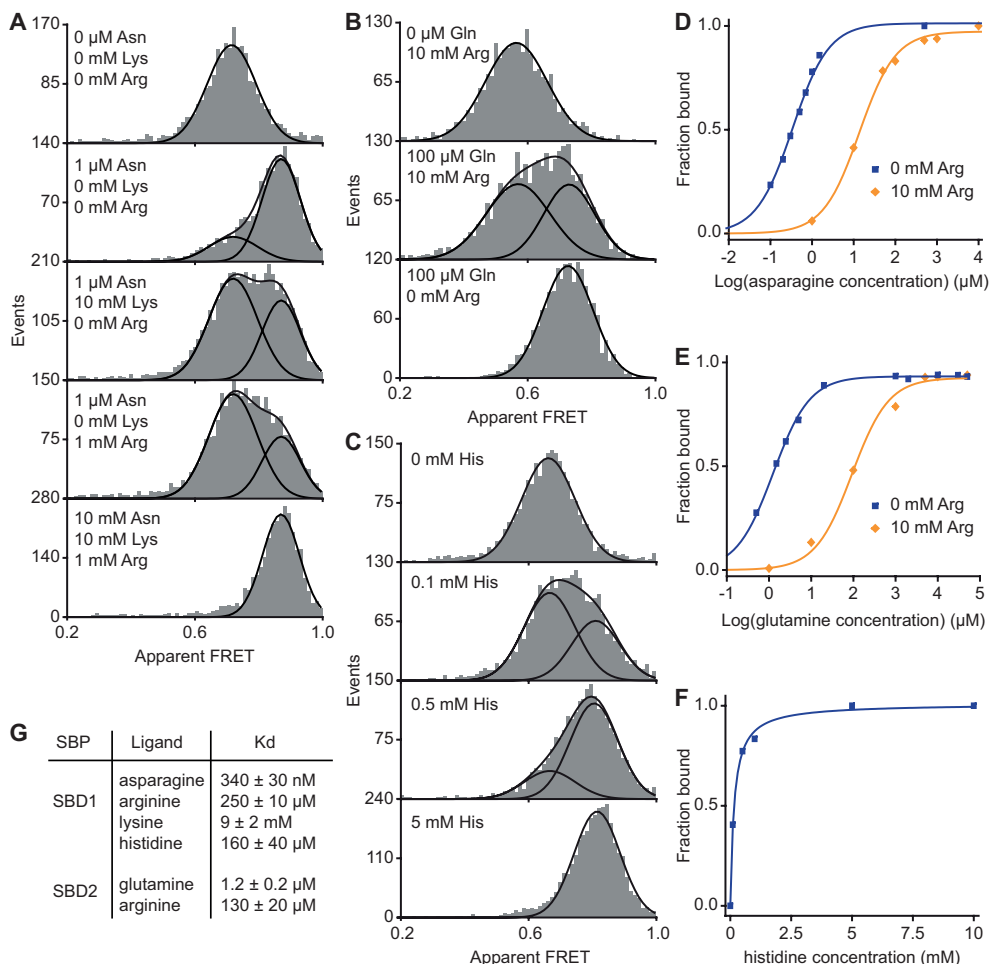 A
170
0 µM Asn
0 mM Lys
0 mM Arg
85
140
1 µM Asn
0 mM Lys
0 mM Arg
70
210
1 µM Asn
10 mM Lys
0 mM Arg
105
150
1 µM Asn
0 mM Lys
1 mM Arg
75
280
10 mM Asn
10 mM Lys
1 mM Arg
140
0
0.2 0.6 1.0
Apparent FRET
Events
B
130
0 µM Gln
10 mM Arg
65
130
100 µM Gln
10 mM Arg
65
120
100 µM Gln
0 mM Arg
60
0
0.2 0.6 1.0
Apparent FRET
Events
C
150
0 mM His
75
130
0.1 mM His
65
150
0.5 mM His
75
240
5 mM His
110
0
0.2 0.6 1.0
Apparent FRET
Events
D
1.0
0.5
0.0
Fraction bound
0 mM Arg
10 mM Arg
-2 -1 0 1 2 3 4
Log(asparagine concentration) (µM)
E
1.0
0.5
0.0
Fraction bound
0 mM Arg
10 mM Arg
-1 0 1 2 3 4 5
Log(glutamine concentration) (µM)
F
1.0
0.5
0.0
Fraction bound
0 2.5 5 7.5 10
histidine concentration (mM)
G
SBP Ligand Kd
SBD1
asparagine 340 ± 30 nM
arginine 250 ± 10 µM
lysine 9 ± 2 mM
histidine 160 ± 40 µM
SBD2
glutamine 1.2 ± 0.2 µM
arginine 130 ± 20 µM